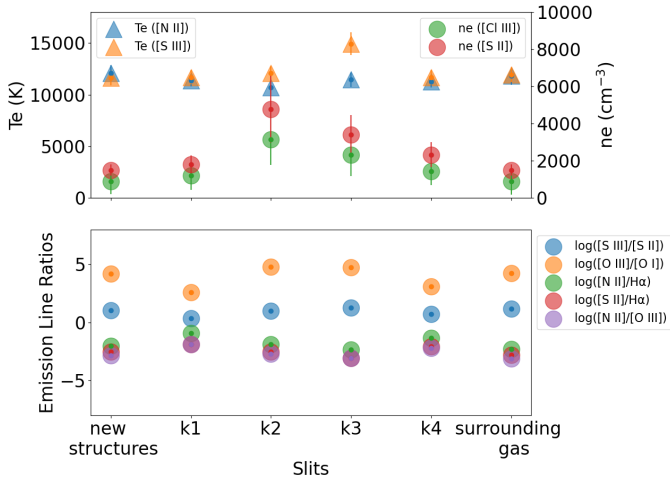 Te ([N II])
Te ([S III])
ne ([Cl III])
ne ([S II])
Te (K)
15000
10000
5000
0
10000
8000
6000
4000
2000
0
ne (cm⁻³)
Emission Line Ratios
5
0
−5
log([S III]/[S II])
log([O III]/[O I])
log([N II]/Hα)
log([S II]/Hα)
log([N II]/[O III])
new
structures
k1
k2
k3
k4
surrounding
gas
Slits